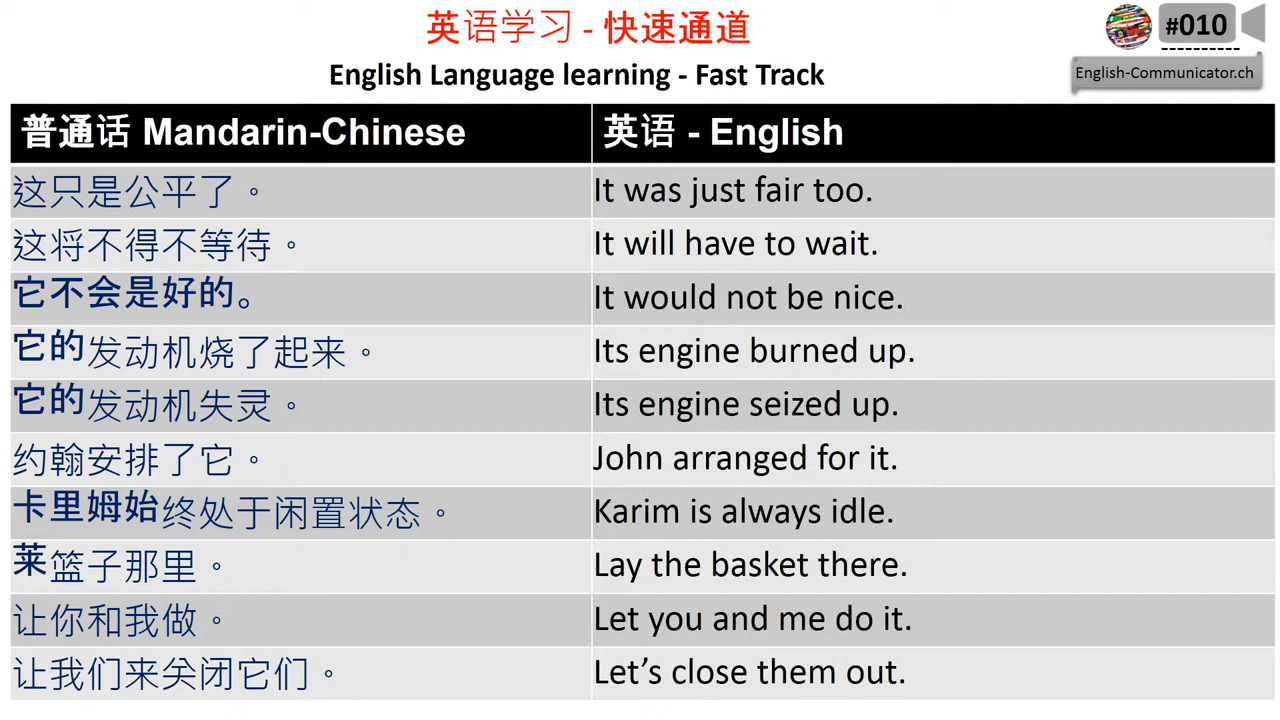 英语学习 - 快速通道
#010
English Language learning - Fast Track
English-Communicator.ch
普通话 Mandarin-Chinese 英语 - English
这只是公平了。 It was just fair too.
这将不得不等待。 It will have to wait.
它不会是好的。 It would not be nice.
它的发动机烧了起来。 Its engine burned up.
它的发动机失灵。 Its engine seized up.
约翰安排了它。 John arranged for it.
卡里姆始终处于闲置状态。 Karim is always idle.
莱篮子那里。 Lay the basket there.
让你和我做。 Let you and me do it.
让我们来关闭它们。 Let’s close them out.